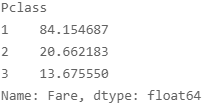 Pclass
1    84.154687
2    20.662183
3    13.675550
Name: Fare, dtype: float64